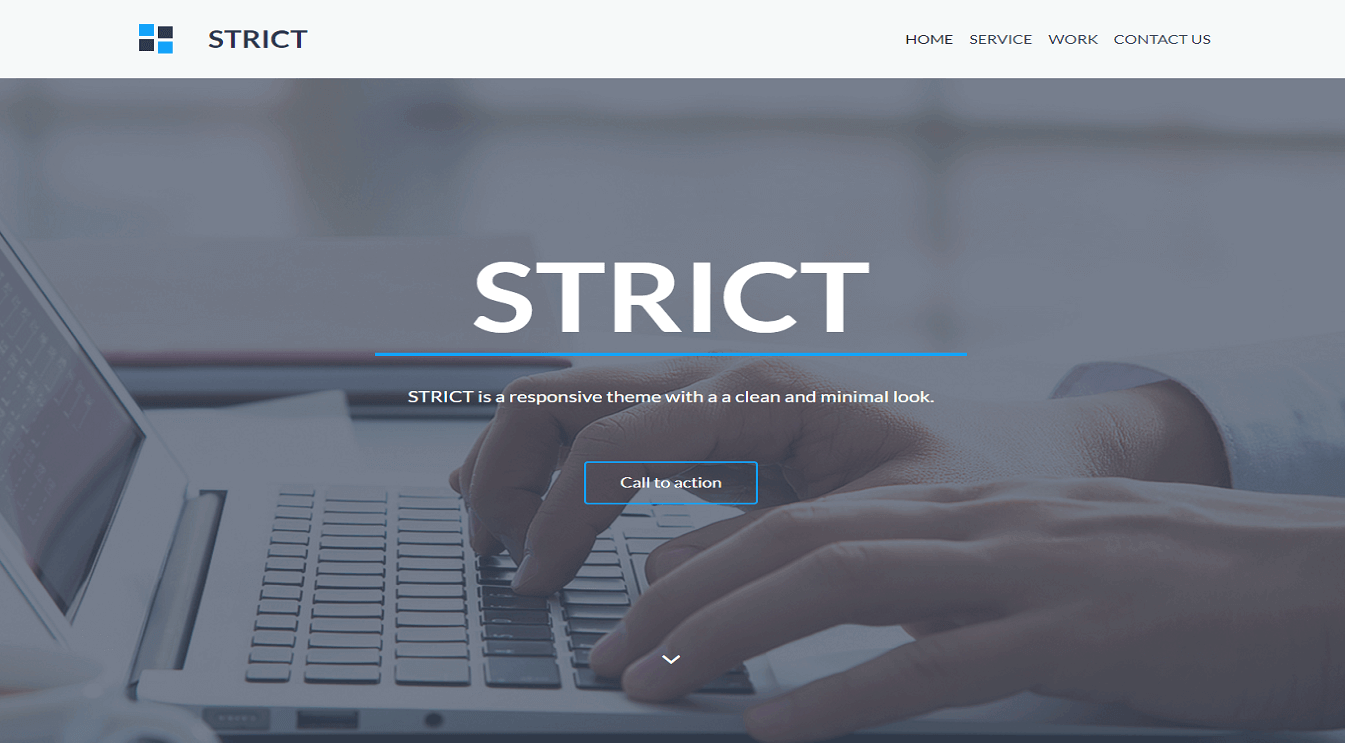 STRICT
HOME SERVICE WORK CONTACT US
STRICT
STRICT is a responsive theme with a a clean and minimal look.
Call to action